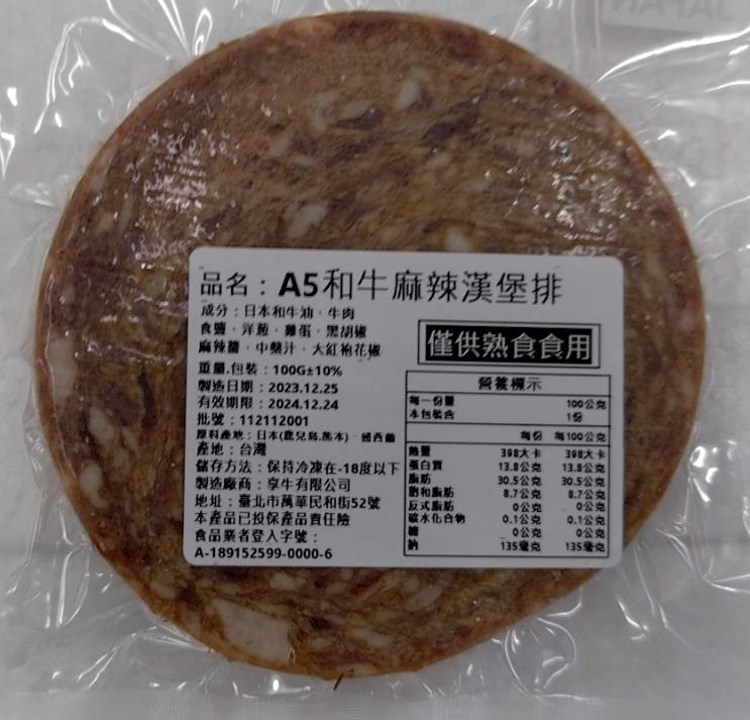 品名：A5和牛麻辣漢堡排
成分：日本和牛油．牛肉
食鹽．洋蔥．雞蛋．黑胡椒
麻辣醬．中藥汁．大紅袍花椒
重量.包裝：100G±10%
製造日期：2023.12.25
有效期限：2024.12.24
批號：112112001
原料產地：日本(鹿兒島.熊本)．紐西蘭
產地：台灣
儲存方法：保持冷凍在-18度以下
製造廠商：享牛有限公司
地址：臺北市萬華民和街52號
本產品已投保產品責任險
食品業者登入字號：
A-189152599-0000-6
僅供熟食食用
營養標示
每一份量 100公克
本包裝含 1份
每份 每100公克
熱量 398大卡 398大卡
蛋白質 13.8公克 13.8公克
脂肪 30.5公克 30.5公克
飽和脂肪 8.7公克 8.7公克
反式脂肪 0公克 0公克
碳水化合物 0.1公克 0.1公克
糖 0公克 0公克
鈉 135毫克 135毫克
JAPAN